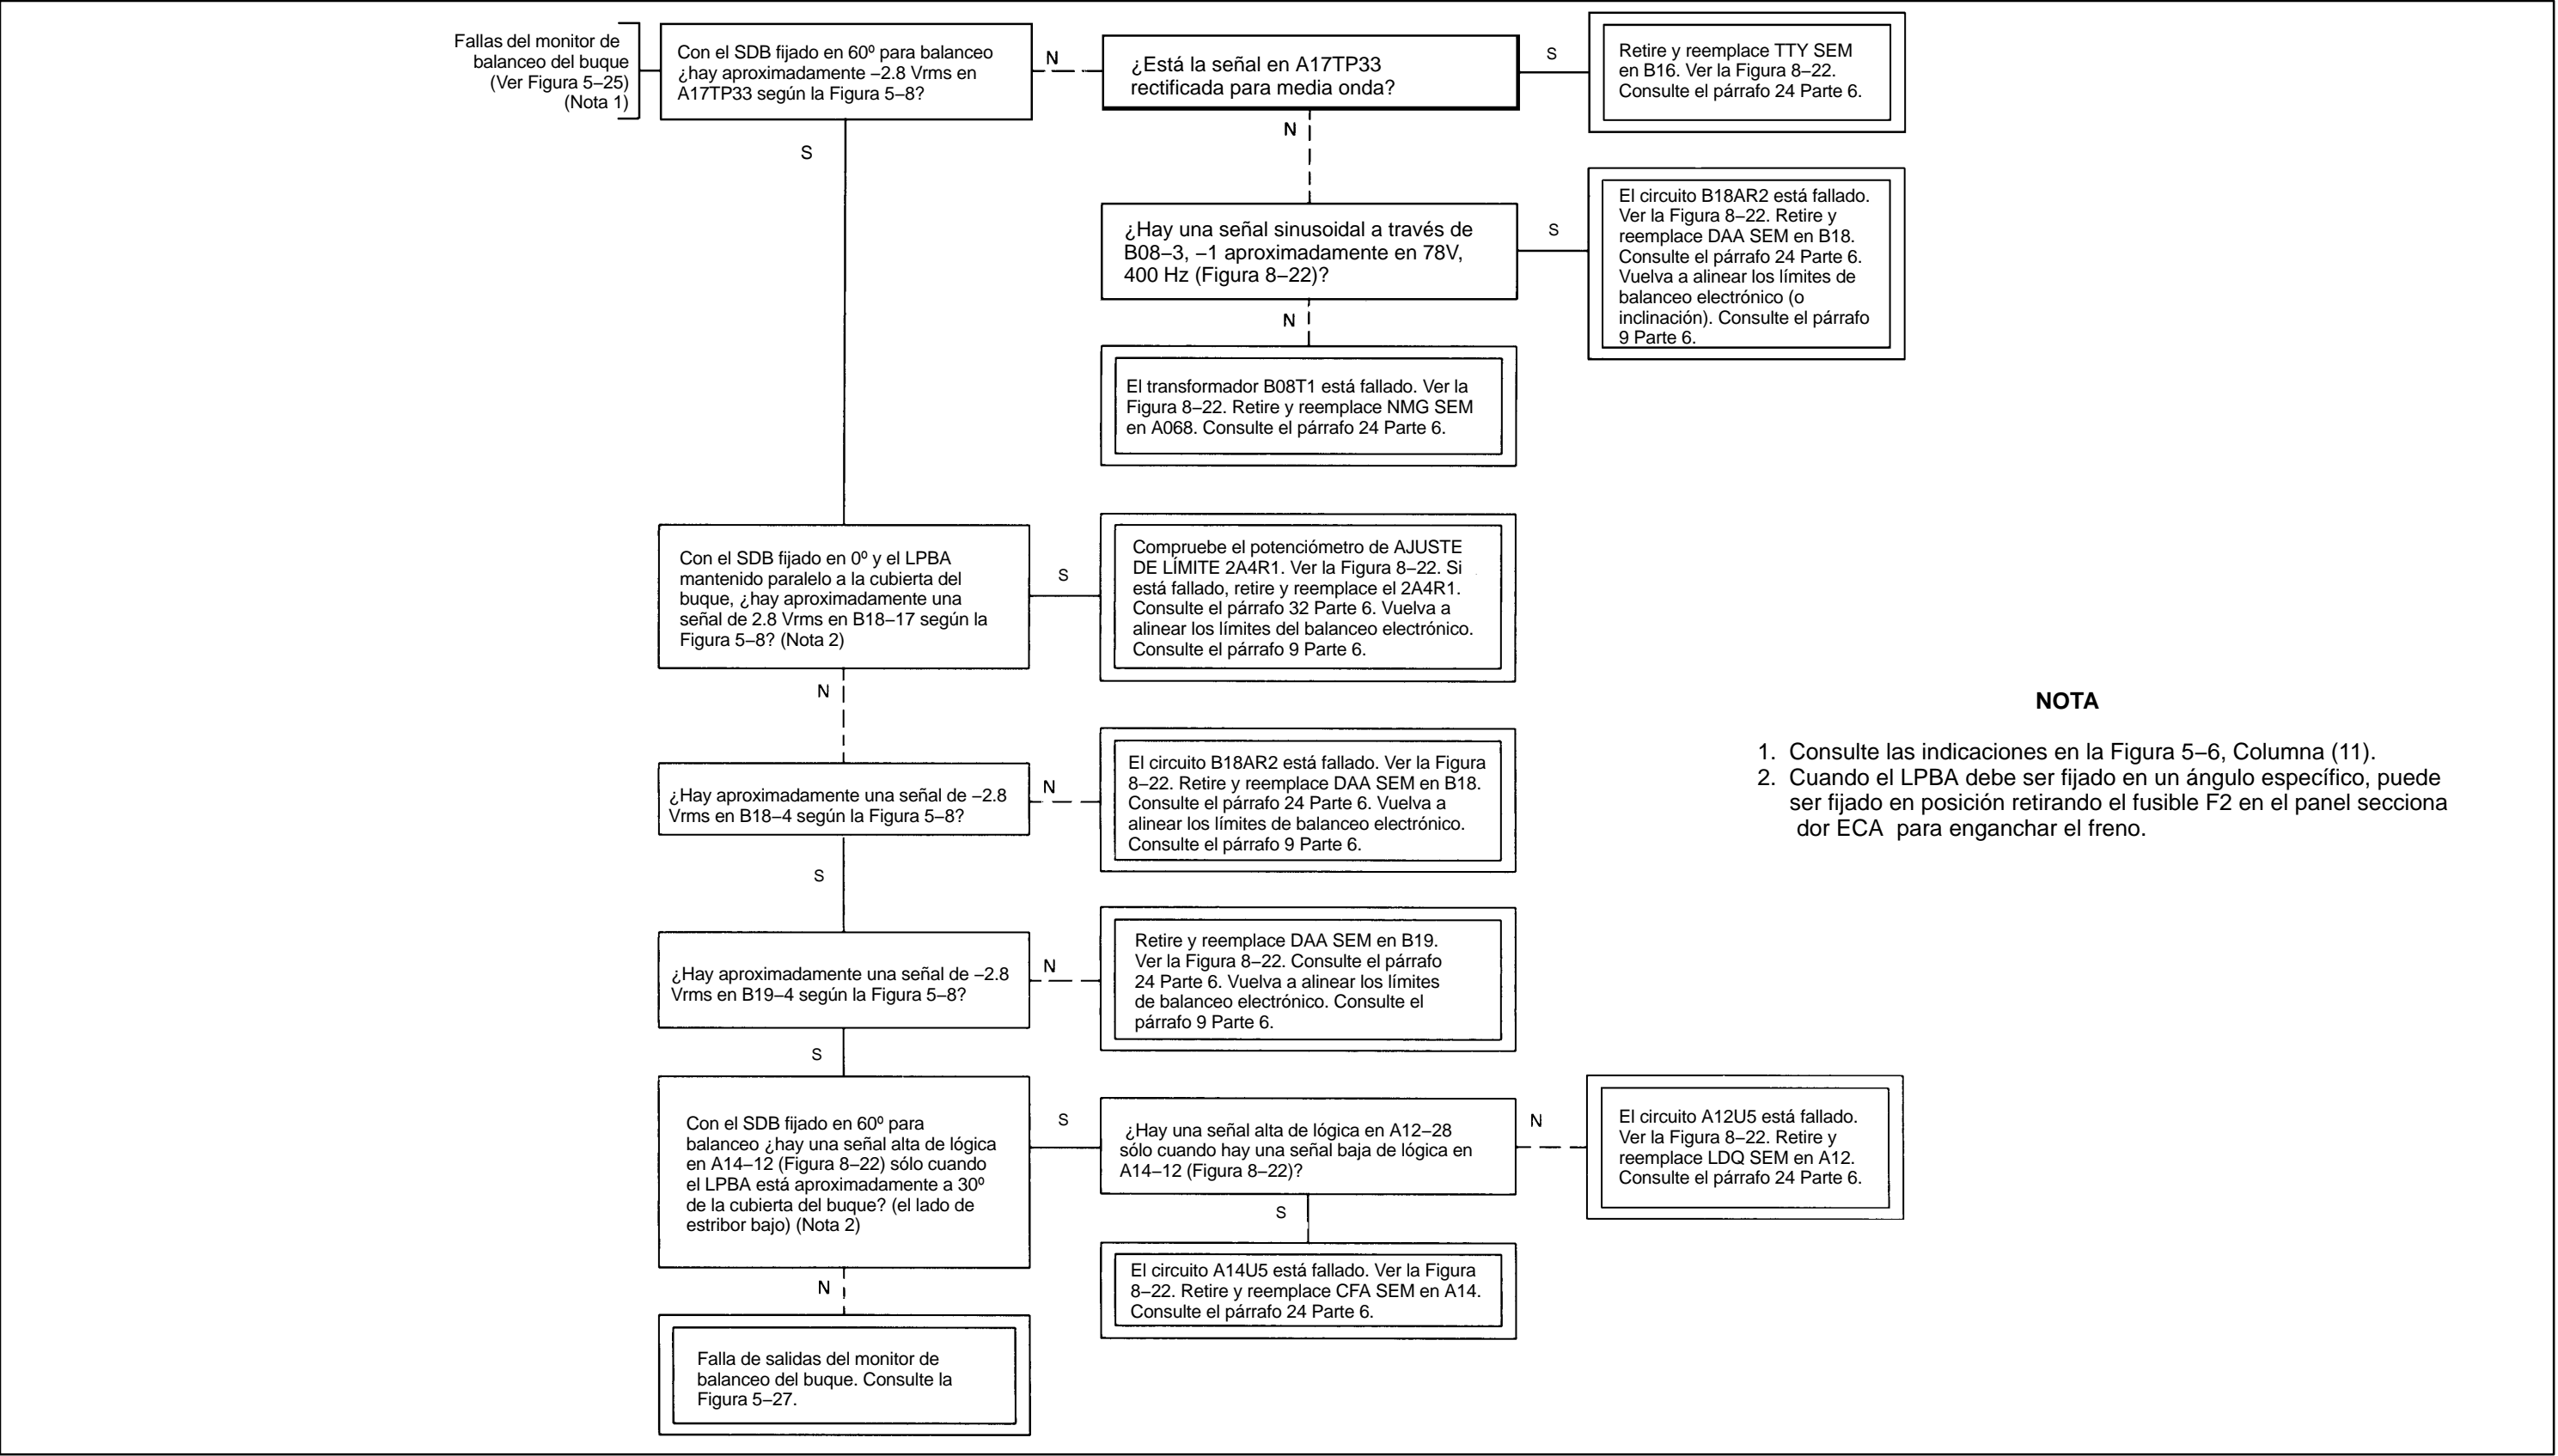 Fallas del monitor de
balanceo del buque
(Ver Figura 5–25)
(Nota 1)
Con el SDB fijado en 60º para balanceo
¿hay aproximadamente –2.8 Vrms en
A17TP33 según la Figura 5–8?
N
¿Está la señal en A17TP33
rectificada para media onda?
S
Retire y reemplace TTY SEM
en B16. Ver la Figura 8–22.
Consulte el párrafo 24 Parte 6.
S
N
¿Hay una señal sinusoidal a través de
B08–3, –1 aproximadamente en 78V,
400 Hz (Figura 8–22)?
S
El circuito B18AR2 está fallado.
Ver la Figura 8–22. Retire y
reemplace DAA SEM en B18.
Consulte el párrafo 24 Parte 6.
Vuelva a alinear los límites de
balanceo electrónico (o
inclinación). Consulte el párrafo
9 Parte 6.
N
El transformador B08T1 está fallado. Ver la
Figura 8–22. Retire y reemplace NMG SEM
en A068. Consulte el párrafo 24 Parte 6.
Con el SDB fijado en 0º y el LPBA
mantenido paralelo a la cubierta del
buque, ¿hay aproximadamente una
señal de 2.8 Vrms en B18–17 según la
Figura 5–8? (Nota 2)
S
Compruebe el potenciómetro de AJUSTE
DE LÍMITE 2A4R1. Ver la Figura 8–22. Si
está fallado, retire y reemplace el 2A4R1.
Consulte el párrafo 32 Parte 6. Vuelva a
alinear los límites del balanceo electrónico.
Consulte el párrafo 9 Parte 6.
N
¿Hay aproximadamente una señal de –2.8
Vrms en B18–4 según la Figura 5–8?
N
El circuito B18AR2 está fallado. Ver la Figura
8–22. Retire y reemplace DAA SEM en B18.
Consulte el párrafo 24 Parte 6. Vuelva a
alinear los límites de balanceo electrónico.
Consulte el párrafo 9 Parte 6.
S
¿Hay aproximadamente una señal de –2.8
Vrms en B19–4 según la Figura 5–8?
N
Retire y reemplace DAA SEM en B19.
Ver la Figura 8–22. Consulte el párrafo
24 Parte 6. Vuelva a alinear los límites
de balanceo electrónico. Consulte el
párrafo 9 Parte 6.
S
Con el SDB fijado en 60º para
balanceo ¿hay una señal alta de lógica
en A14–12 (Figura 8–22) sólo cuando
el LPBA está aproximadamente a 30º
de la cubierta del buque? (el lado de
estribor bajo) (Nota 2)
S
¿Hay una señal alta de lógica en A12–28
sólo cuando hay una señal baja de lógica en
A14–12 (Figura 8–22)?
N
El circuito A12U5 está fallado.
Ver la Figura 8–22. Retire y
reemplace LDQ SEM en A12.
Consulte el párrafo 24 Parte 6.
S
El circuito A14U5 está fallado. Ver la Figura
8–22. Retire y reemplace CFA SEM en A14.
Consulte el párrafo 24 Parte 6.
N
Falla de salidas del monitor de
balanceo del buque. Consulte la
Figura 5–27.
NOTA
1. Consulte las indicaciones en la Figura 5–6, Columna (11).
2. Cuando el LPBA debe ser fijado en un ángulo específico, puede
ser fijado en posición retirando el fusible F2 en el panel secciona
dor ECA para enganchar el freno.